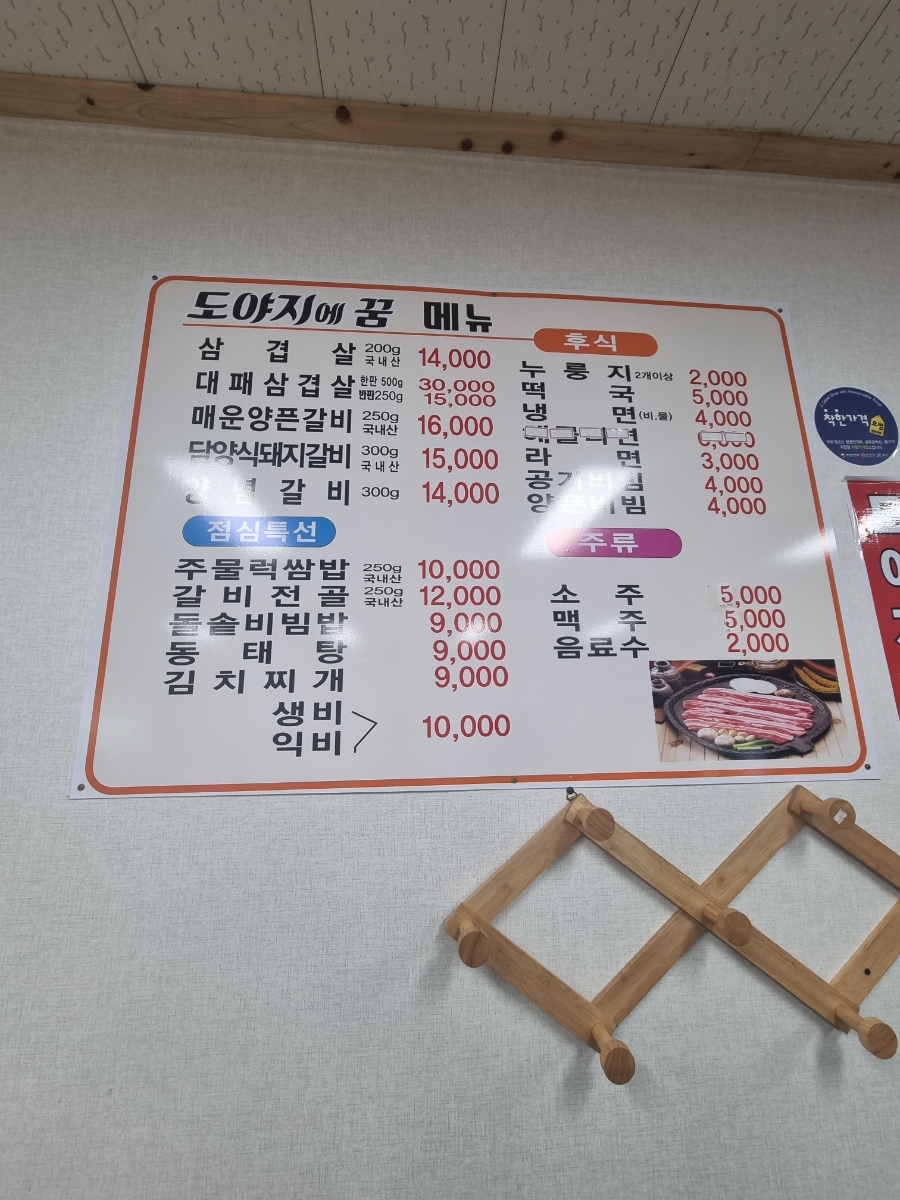 도야지에 꿈 메뉴
삼겹살 200g 국내산 14,000
대패삼겹살 한판 500g 30,000
반판250g 15,000
매운양푼갈비 250g 국내산 16,000
담양식돼지갈비 300g 국내산 15,000
양념갈비 300g 14,000
점심특선
주물럭쌈밥 250g 국내산 10,000
갈비전골 250g 국내산 12,000
돌솥비빔밥 9,000
동태탕 9,000
김치찌개 9,000
생비
익비 10,000
후식
누룽지 2개이상 2,000
떡국 5,000
냉면(비.물) 4,000
라면 3,000
공기비빔 4,000
양푼비빔 4,000
주류
소주 5,000
맥주 5,000
음료수 2,000
착한가격